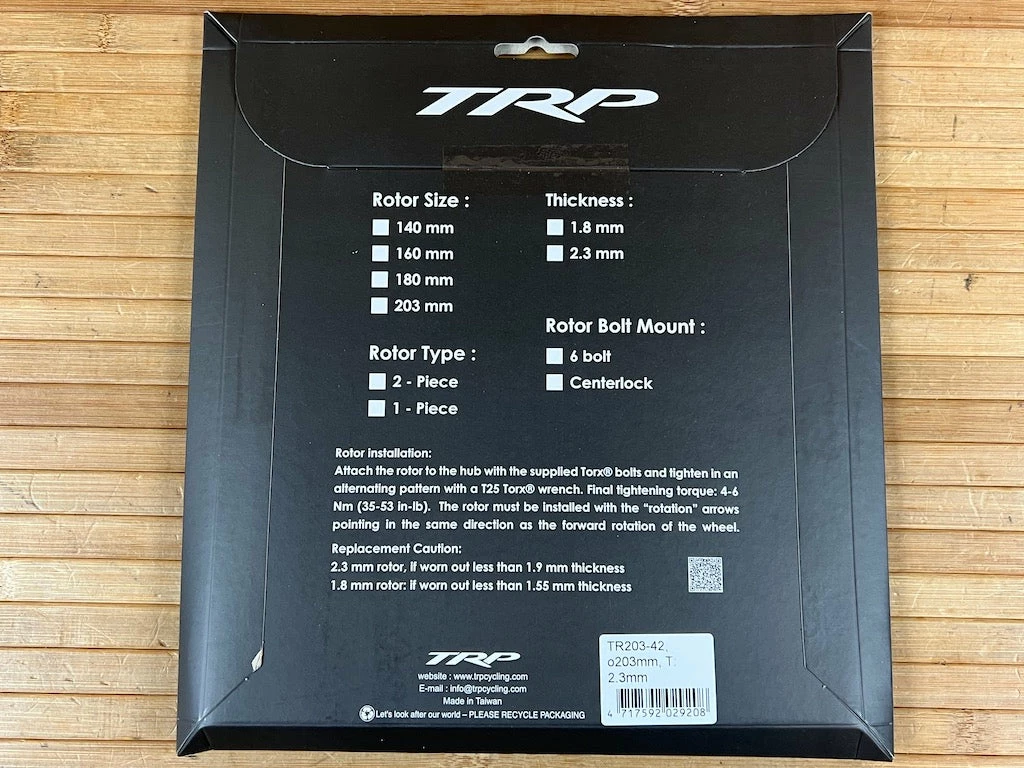 TRP
Rotor Size :
140 mm
160 mm
180 mm
203 mm
Thickness :
1.8 mm
2.3 mm
Rotor Type :
2 - Piece
1 - Piece
Rotor Bolt Mount :
6 bolt
Centerlock
Rotor installation:
Attach the rotor to the hub with the supplied Torx® bolts and tighten in an
alternating pattern with a T25 Torx® wrench. Final tightening torque: 4-6
Nm (35-53 in-lb). The rotor must be installed with the “rotation” arrows
pointing in the same direction as the forward rotation of the wheel.
Replacement Caution:
2.3 mm rotor, if worn out less than 1.9 mm thickness
1.8 mm rotor: if worn out less than 1.55 mm thickness
TRP
website : www.trpcycling.com
E-mail : info@trpcycling.com
Made in Taiwan
Let's look after our world – PLEASE RECYCLE PACKAGING
TR203-42,
o203mm, T:
2.3mm
4 717592 029208